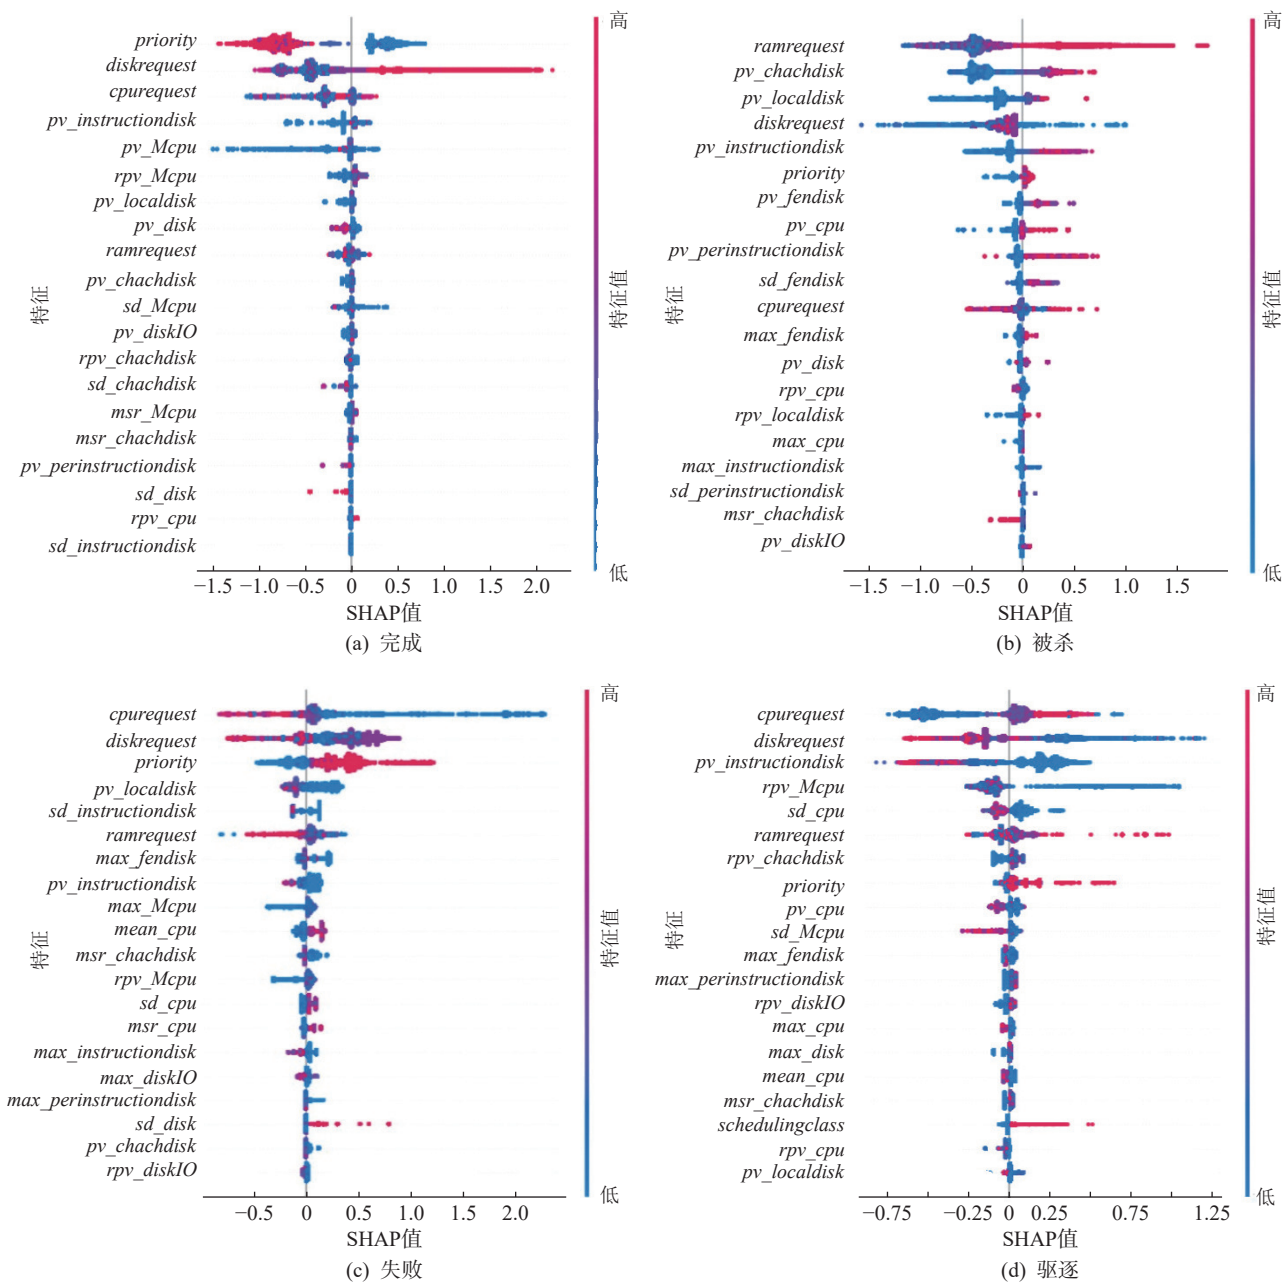 高
priority
diskrequest
cpurequest
pv_instructiondisk
pv_Mcpu
rpv_Mcpu
pv_localdisk
pv_disk
ramrequest
pv_chachdisk
sd_Mcpu
pv_diskIO
rpv_chachdisk
sd_chachdisk
msr_Mcpu
msr_chachdisk
pv_perinstructiondisk
sd_disk
rpv_cpu
sd_instructiondisk
特征
特征值
低
−1.5 −1.0 −0.5 0 0.5 1.0 1.5 2.0
SHAP值
(a) 完成
高
ramrequest
pv_chachdisk
pv_localdisk
diskrequest
pv_instructiondisk
priority
pv_fendisk
pv_cpu
pv_perinstructiondisk
sd_fendisk
cpurequest
max_fendisk
pv_disk
rpv_cpu
rpv_localdisk
max_cpu
max_instructiondisk
sd_perinstructiondisk
msr_chachdisk
pv_diskIO
特征
特征值
低
−1.5 −1.0 −0.5 0 0.5 1.0 1.5
SHAP值
(b) 被杀
高
cpurequest
diskrequest
priority
pv_localdisk
sd_instructiondisk
ramrequest
max_fendisk
pv_instructiondisk
max_Mcpu
mean_cpu
msr_chachdisk
rpv_Mcpu
sd_cpu
msr_cpu
max_instructiondisk
max_diskIO
max_perinstructiondisk
sd_disk
pv_chachdisk
rpv_diskIO
特征
特征值
低
−0.5 0 0.5 1.0 1.5 2.0
SHAP值
(c) 失败
高
cpurequest
diskrequest
pv_instructiondisk
rpv_Mcpu
sd_cpu
ramrequest
rpv_chachdisk
priority
pv_cpu
sd_Mcpu
max_fendisk
max_perinstructiondisk
rpv_diskIO
max_cpu
max_disk
mean_cpu
msr_chachdisk
schedulingclass
rpv_cpu
pv_localdisk
特征
特征值
低
−0.75 −0.25 0 0.25 0.75 1.25
SHAP值
(d) 驱逐